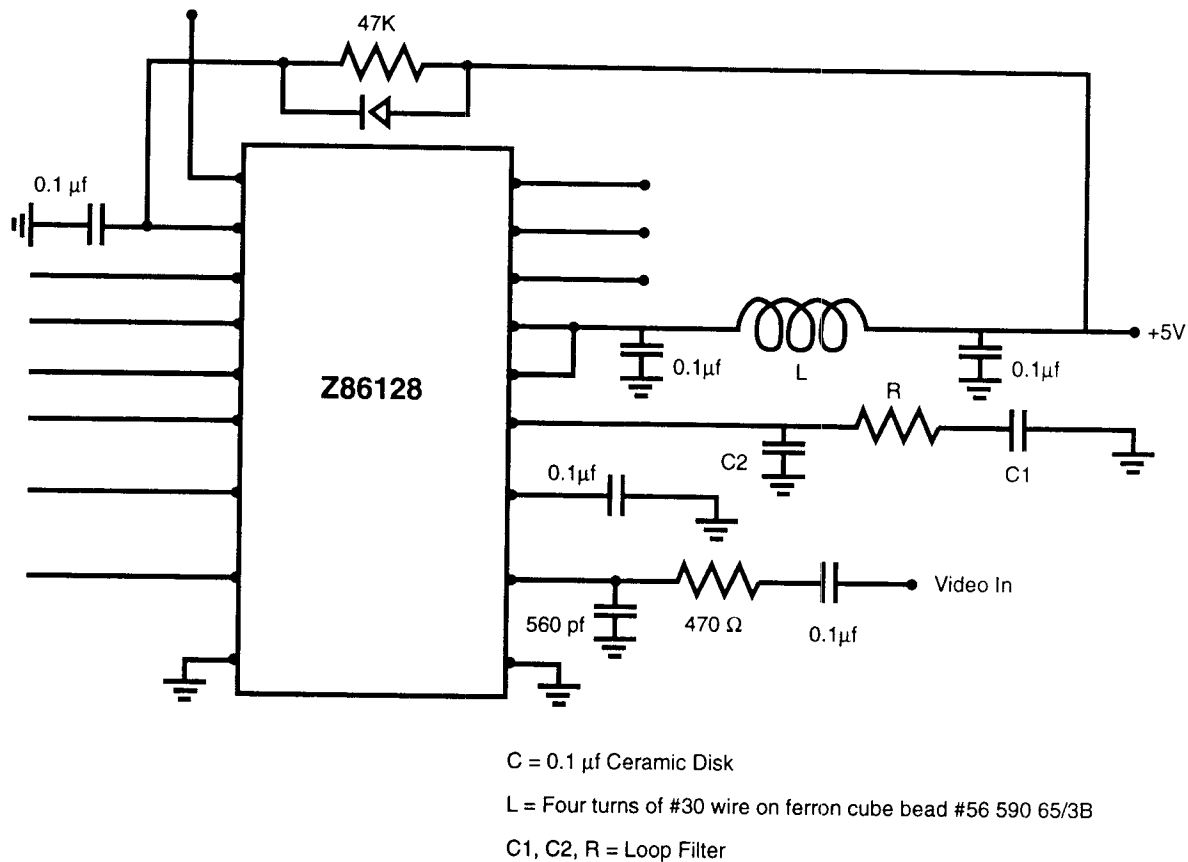 47K
0.1 µf
0.1µf
L
0.1µf
+5V
Z86128
R
C2
C1
0.1µf
Video In
560 pf
470 Ω
0.1µf
C = 0.1 µf Ceramic Disk
L = Four turns of #30 wire on ferron cube bead #56 590 65/3B
C1, C2, R = Loop Filter